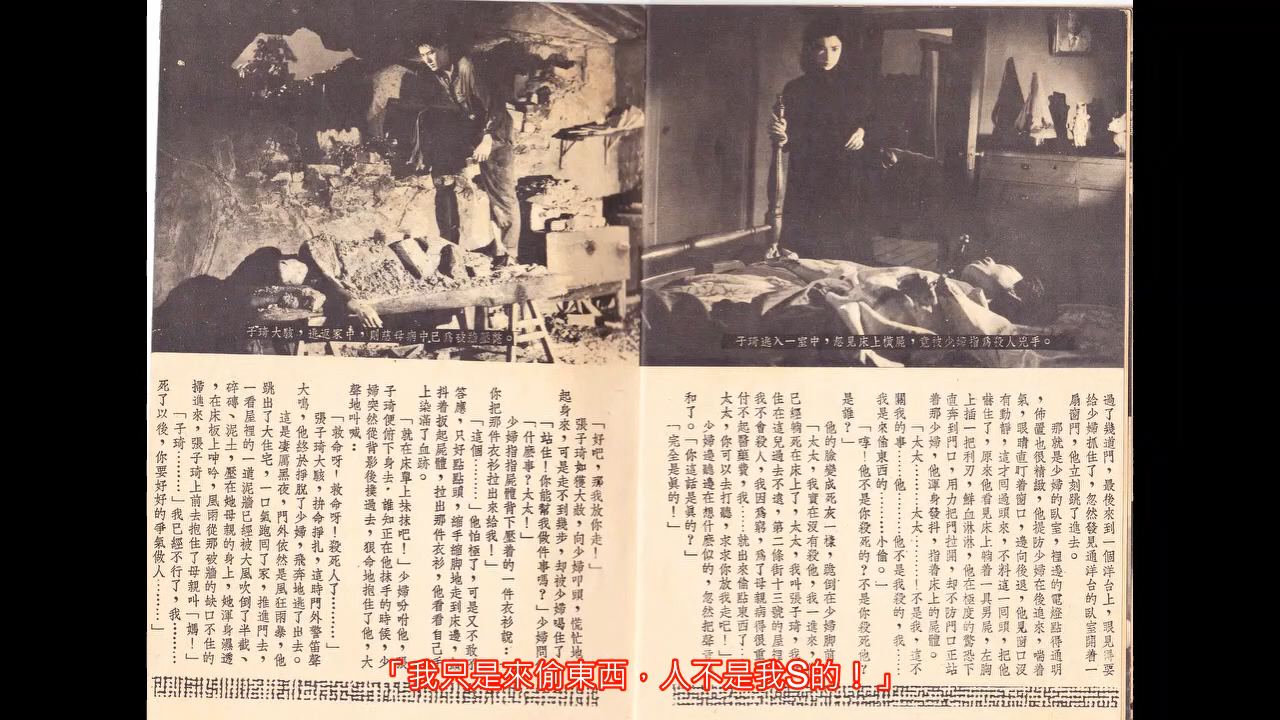 子琦逃入一室中，忽見床上橫屍，竟被少婦指爲殺人兇手。
過了幾道門，最後來到一個洋台上，眼見得要
給少婦抓住了，忽然發見通洋台的臥室開着一
扇窗門，他立刻跳了進去。
那就是少婦的臥室，裡邊的電燈點得通明
，佈置也很精緻，他提防少婦在後追來，喘着
氣，眼睛直盯着窗口，邊向後退，他見窗口沒
有動靜，這才回過頭來，不料這一回頭，把他
嚇住了，原來他看見床上躺着一具男屍，左胸
上插一把利刃，鮮血淋淋，他在極度的驚恐下
直奔到門口，用力把門拉開，却不防門口正站
着那少婦，他渾身發抖，指着床上的屍體。
「太太………太太………！不是我，這不
關我的事……他………他不是我殺的，我……
我是來偷東西的………小偷。」
「啍！他不是你殺死的？不是你殺死他？
是誰？」
他的臉變成死灰一樣，跪倒在少婦脚前
「太太，我實在沒有殺他，我一進來，
已經躺死在床上了，太太，我叫張子琦，我
住在這兒過去不遠，第二條街十三號的屋裡
我不會殺人，我因爲窮，爲了母親病得很重
付不起醫藥費，我……就出來偷點東西了…
太太，你可以去打聽，求求你放我走吧！」
少婦邊聽邊在想什麽似的，忽然把聲音
和了。「你這話是眞的？」
「完全是眞的！」
子琦大駭，逃返家中，則慈母病中已爲被牆壓斃。
「好吧，那我放你走！」
張子琦如獲大赦，向少婦叩頭，慌忙地
起身來，可是走不到幾步，却被少婦喝住了
「站住！你能幫我做件事嗎？」少婦問
「什麽事？太太！」
少婦指指屍體背下壓着的一件衣衫說：
你把那件衣衫拉出來給我！」
「這個………」他怕極了，可是又不敢不
答應，只好點點頭，縮手縮脚地走到床邊，
抖着扳起屍體，拉出那件衣衫，他看看自己手
上染滿了血跡。
「就在床單上抹抹吧！」少婦吩咐他，
子琦便俯下身去，誰知正在他抹手的時候，少
婦突然從背影後撲過去，狠命地抱住了他，大
聲地叫喊：
「救命呀！救命呀！殺死人了………」
張子琦大駭，拚命掙扎，這時門外警笛聲
大鳴，他終於掙脫了少婦，飛奔地逃了出去。
這是凄厲黑夜，門外依然是風狂雨暴，他
跳出了大住宅，一口氣跑囘了家，推進門去，
一看屋裡的一道泥牆已經被大風吹倒了半截、
碎磚、泥土，壓在她母親的身上，她渾身濕透
，在床板上呻吟，風雨從那被牆的缺口不住的
掃進來，張子琦上前去抱住了母親叫「媽！」
「子琦………」我已經不行了，我………
死了以後，你要好好的爭氣做人………」
「我只是來偷東西，人不是我S的！」